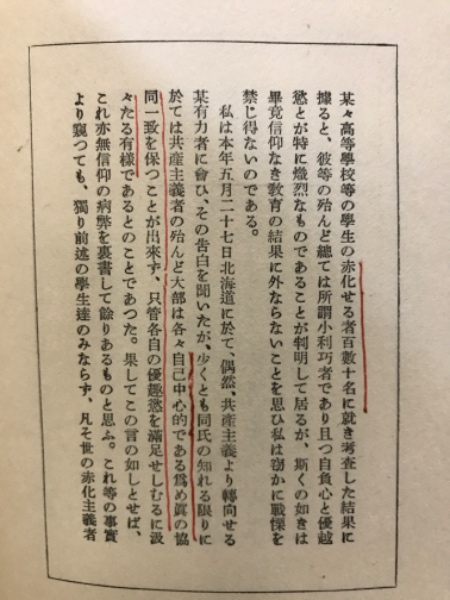 某々高等學校等の學生の赤化せる者百數十名に就き考査した結果に
據ると、彼等の殆んど總ては所謂小利巧者であり且つ自負心と優越
慾とが特に熾烈なものであることが判明して居るが、斯くの如きは
畢竟信仰なき敎育の結果に外ならないことを思ひ私は窃かに戰慄を
禁じ得ないのである。
私は本年五月二十七日北海道に於て、偶然、共産主義より轉向せる
某有力者に會ひ、その告白を聞いたが、少くとも同氏の知れる限りに
於ては共産主義者の殆んど大部は各々自己中心的である爲め眞の協
同一致を保つことが出來ず、只管各自の優越慾を滿足せしむるに汲
々たる有樣であるとのことであつた。果してこの言の如しとせば、
これ亦無信仰の病弊を裏書して餘りあるものと思ふ。これ等の事實
より窺つても、獨り前述の學生達のみならず、凡そ世の赤化主義者